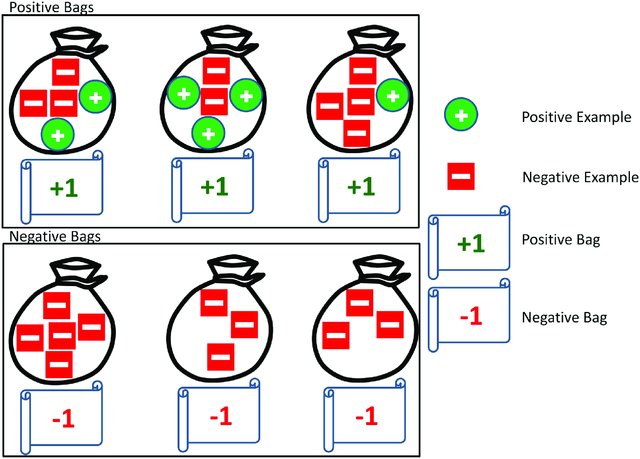 Positive Bags
+1
+1
+1
Negative Bags
-1
-1
-1
Positive Example
Negative Example
+1
Positive Bag
-1
Negative Bag